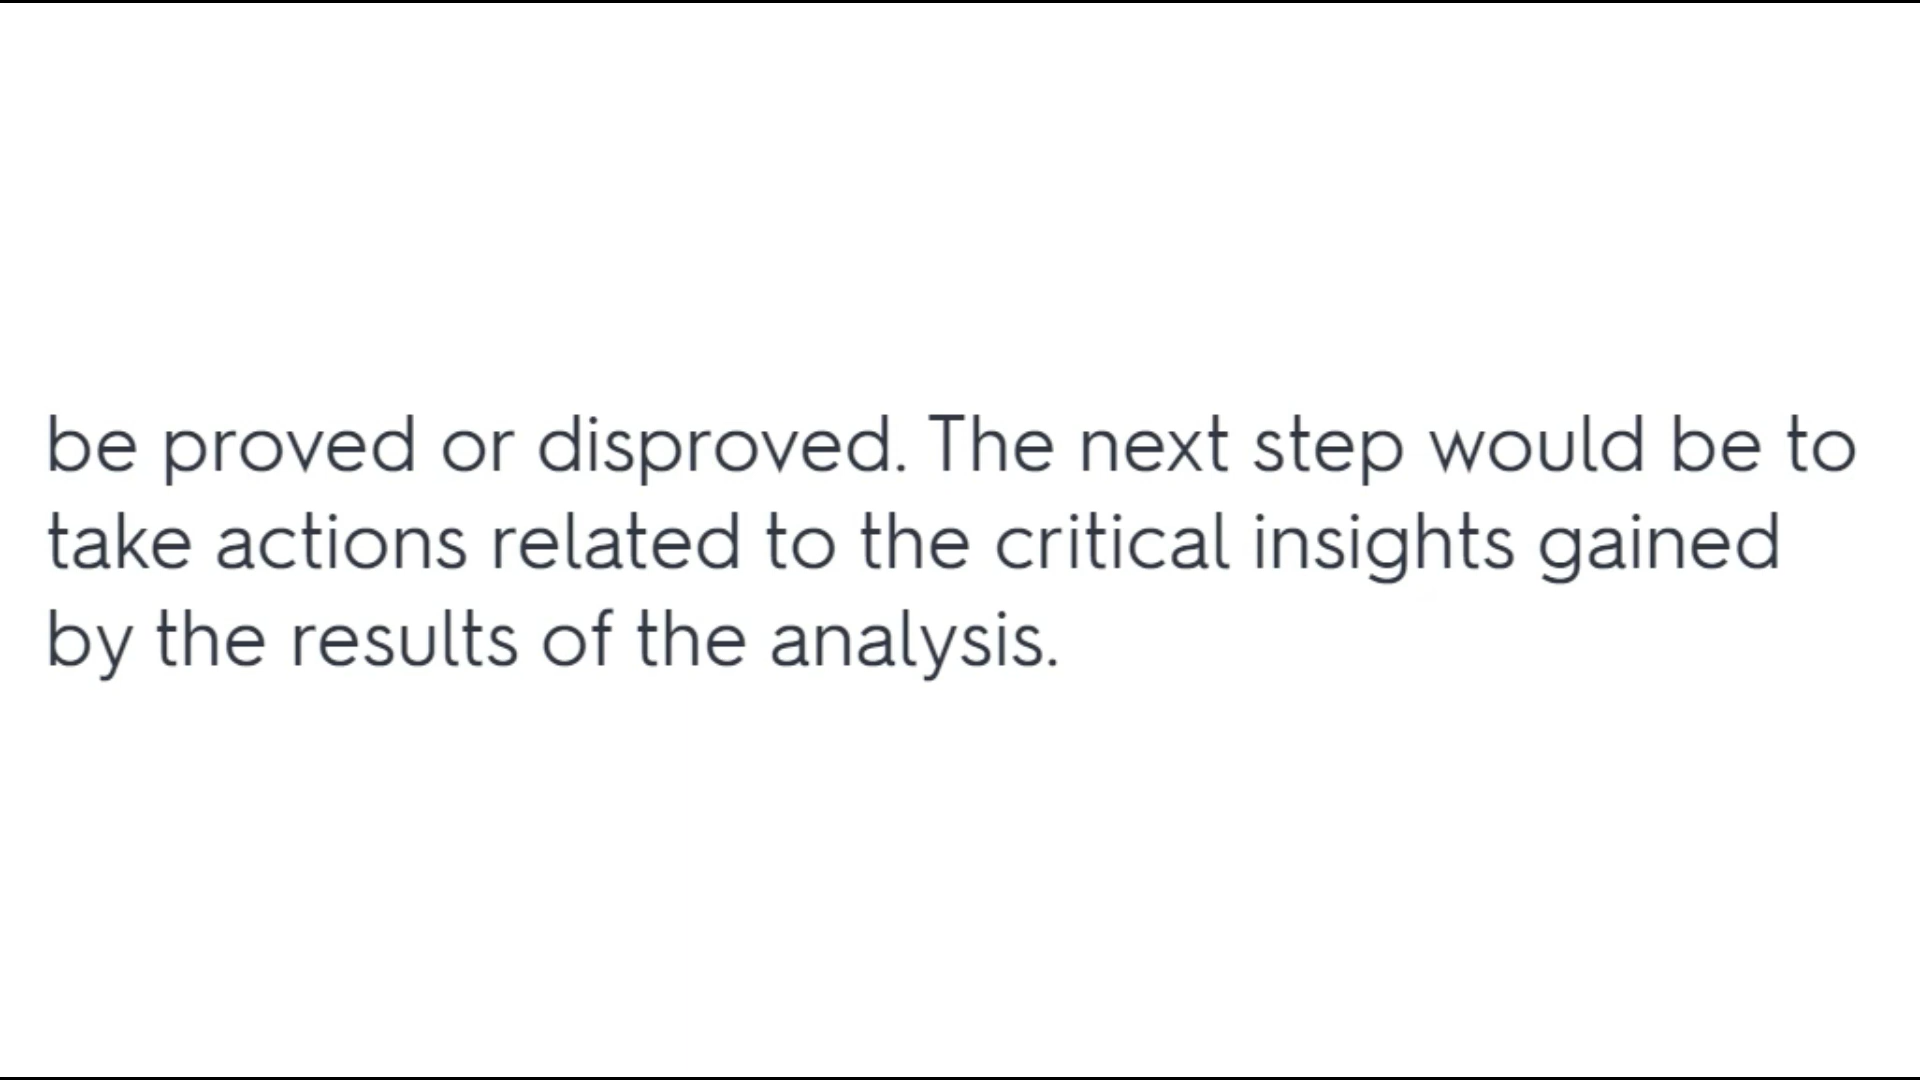 be proved or disproved. The next step would be to
take actions related to the critical insights gained
by the results of the analysis.